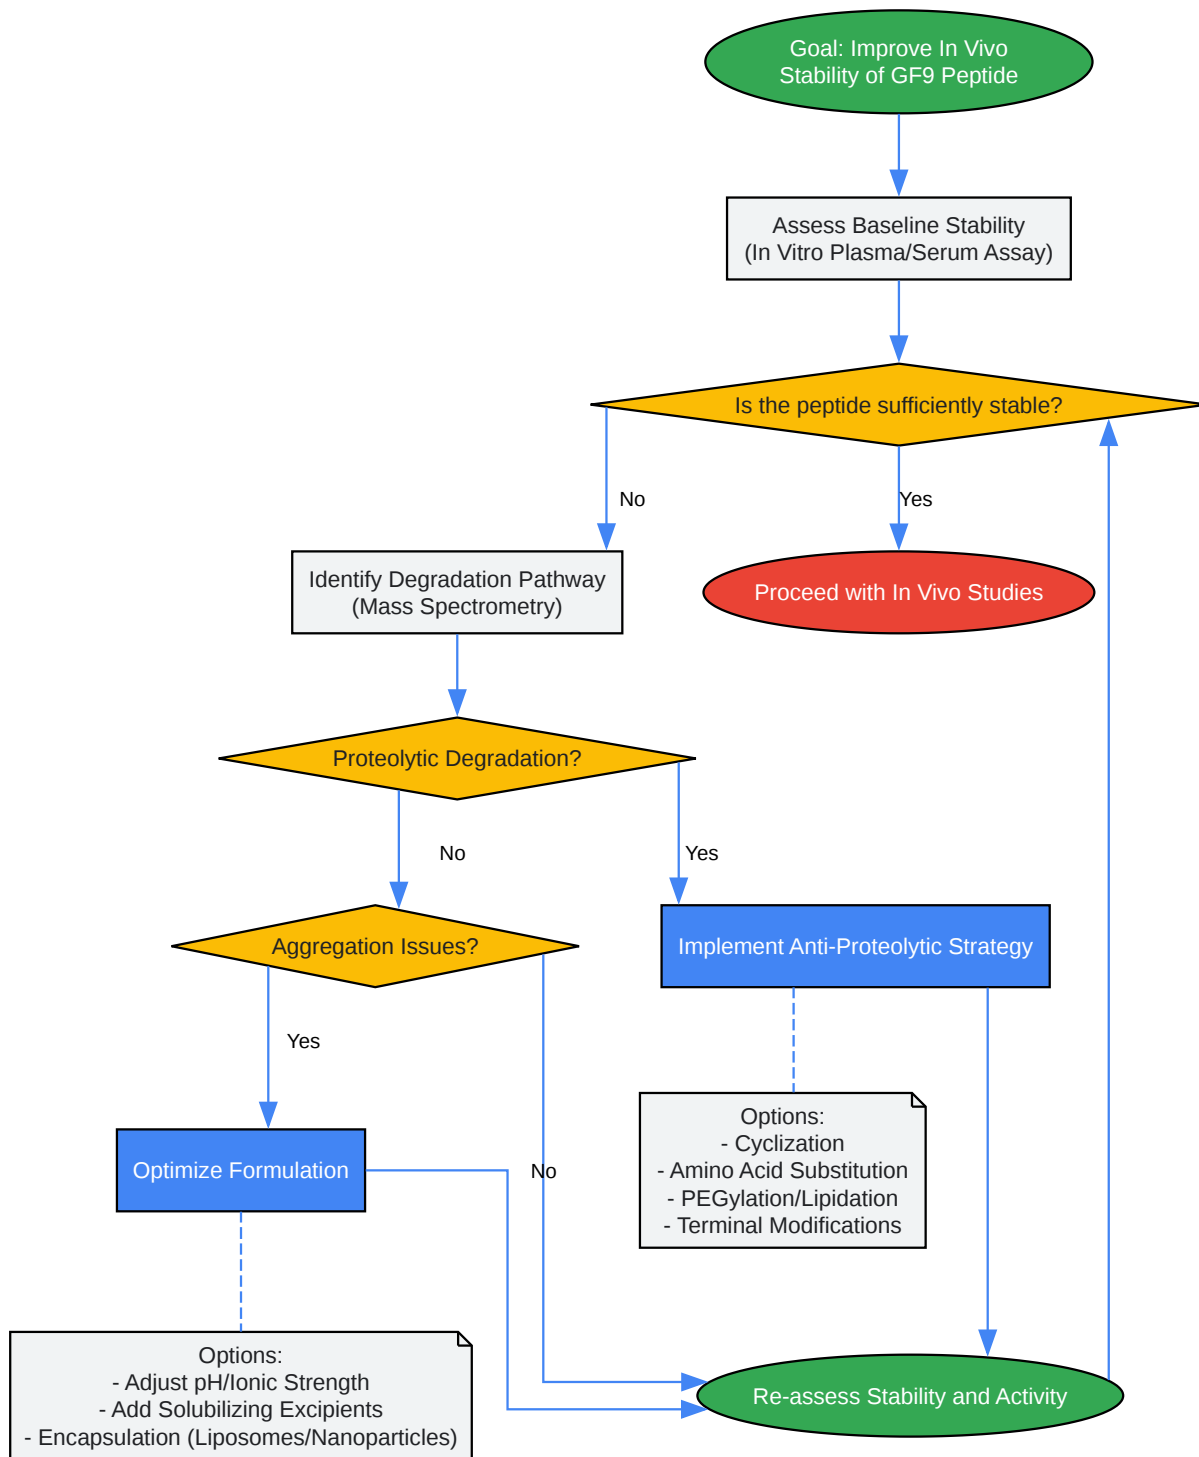 Goal: Improve In Vivo
Stability of GF9 Peptide
Assess Baseline Stability
(In Vitro Plasma/Serum Assay)
Is the peptide sufficiently stable?
No
Yes
Identify Degradation Pathway
(Mass Spectrometry)
Proceed with In Vivo Studies
Proteolytic Degradation?
No
Yes
Aggregation Issues?
Implement Anti-Proteolytic Strategy
Yes
Options:
- Cyclization
- Amino Acid Substitution
- PEGylation/Lipidation
- Terminal Modifications
Optimize Formulation
No
Options:
- Adjust pH/Ionic Strength
- Add Solubilizing Excipients
- Encapsulation (Liposomes/Nanoparticles)
Re-assess Stability and Activity